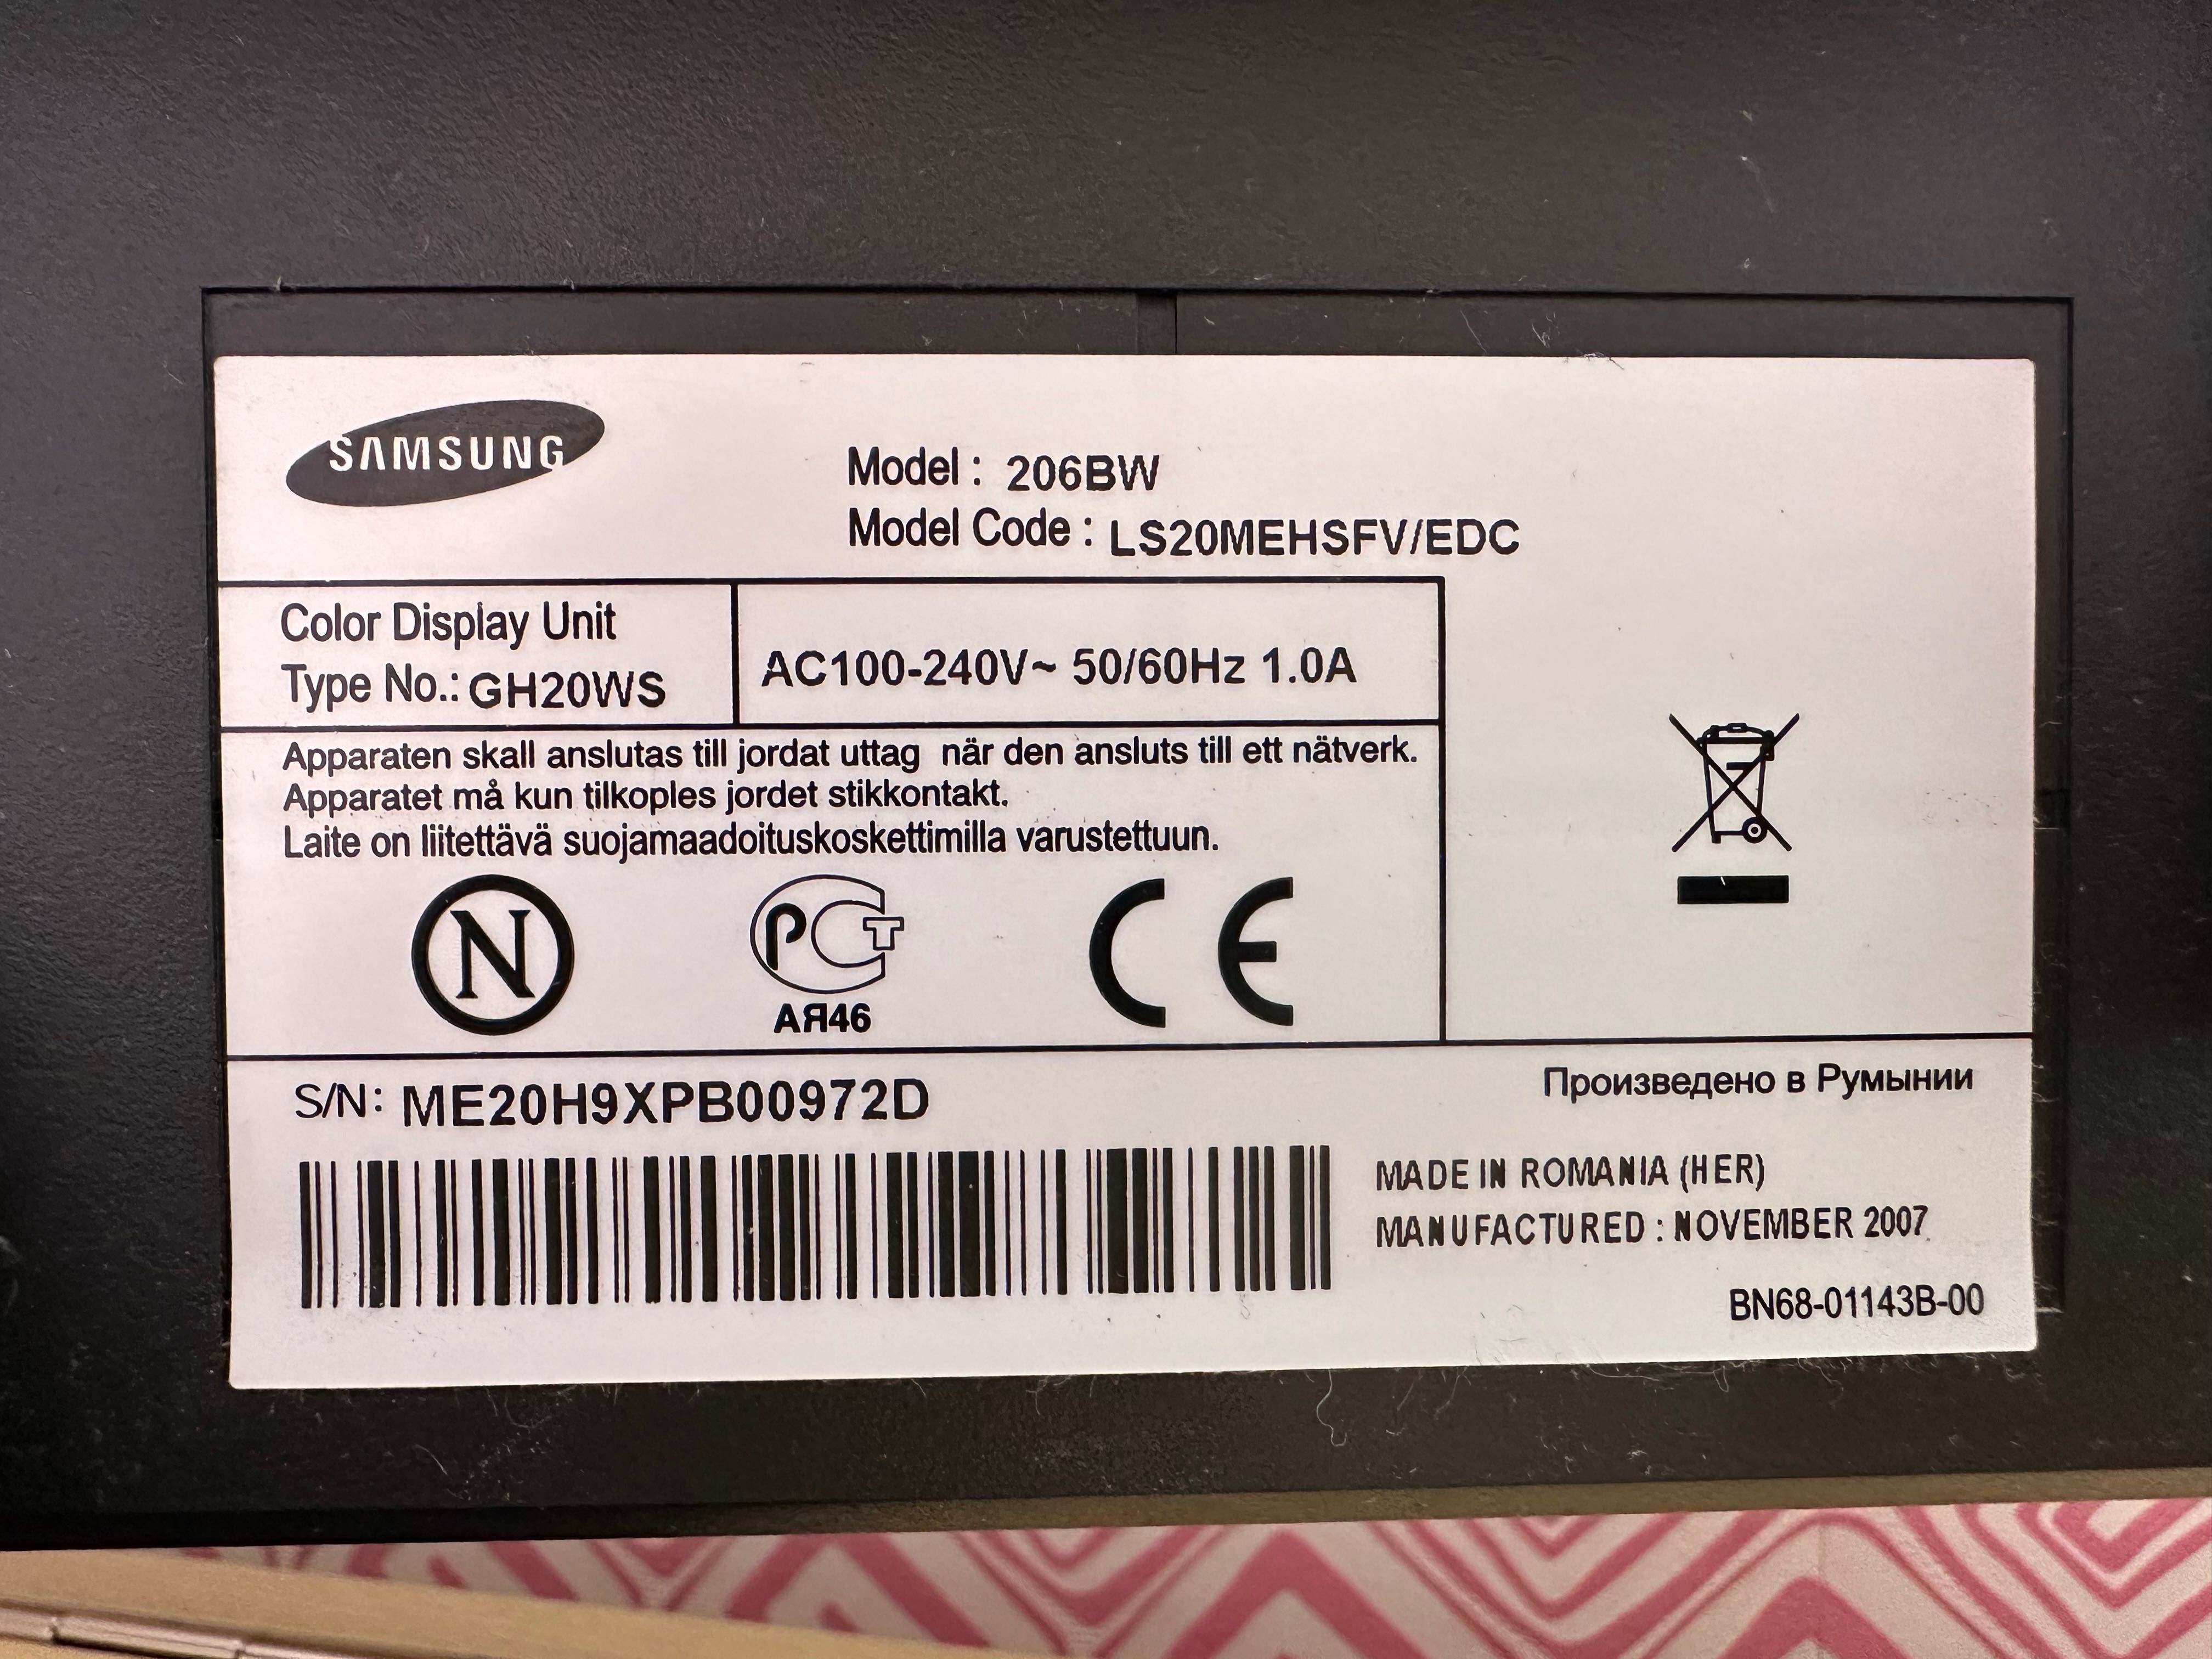 SAMSUNG
Model : 206BW
Model Code : LS20MEHSFV/EDC
Color Display Unit
Type No.: GH20WS
AC100-240V~ 50/60Hz 1.0A
Apparaten skall anslutas till jordat uttag när den ansluts till ett nätverk.
Apparatet må kun tilkoples jordet stikkontakt.
Laite on liitettävä suojamaadoituskoskettimilla varustettuun.
N
РСТ
АЯ46
CE
S/N: ME20H9XPB00972D
Произведено в Румынии
MADE IN ROMANIA (HER)
MANUFACTURED : NOVEMBER 2007
BN68-01143B-00